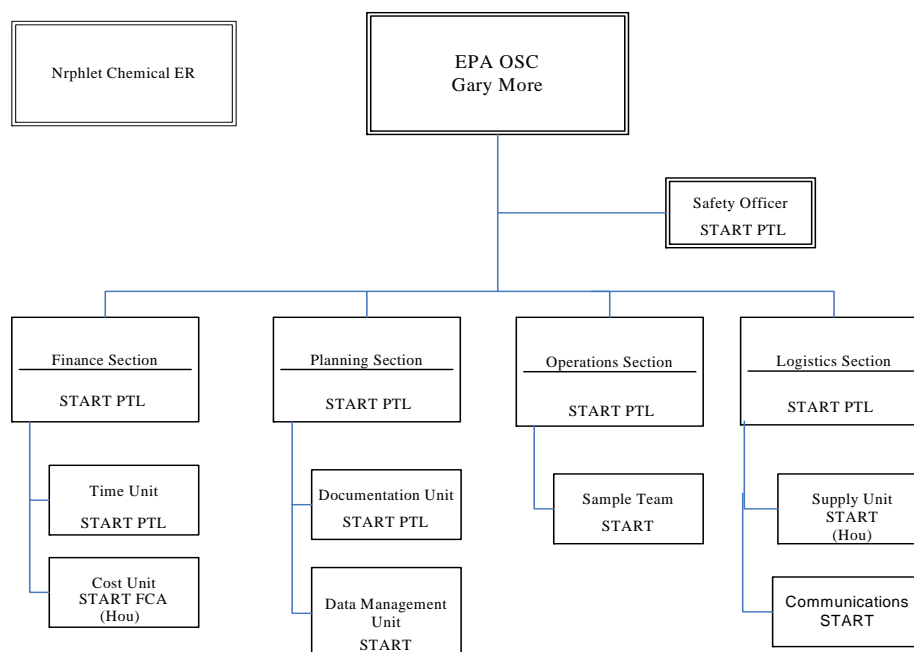 Nrphlet Chemical ER
EPA OSC
Gary More
Safety Officer
START PTL
Finance Section
START PTL
Planning Section
START PTL
Operations Section
START PTL
Logistics Section
START PTL
Time Unit
START PTL
Documentation Unit
START PTL
Sample Team
START
Supply Unit
START
(Hou)
Cost Unit
START FCA
(Hou)
Data Management
Unit
START
Communications
START